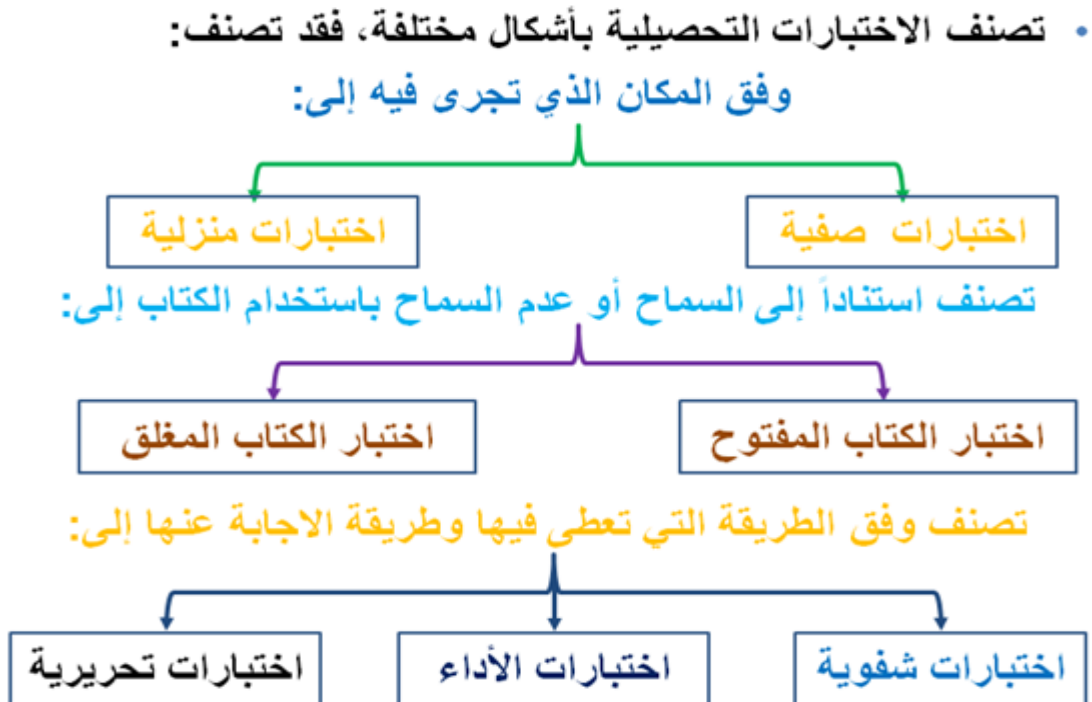 • تصنف الاختبارات التحصيلية بأشكال مختلفة، فقد تصنف:
وفق المكان الذي تجرى فيه إلى:
اختبارات صفية
اختبارات منزلية
تصنف استناداً إلى السماح أو عدم السماح باستخدام الكتاب إلى:
اختبار الكتاب المفتوح
اختبار الكتاب المغلق
تصنف وفق الطريقة التي تعطى فيها وطريقة الاجابة عنها إلى:
اختبارات شفوية
اختبارات الأداء
اختبارات تحريرية